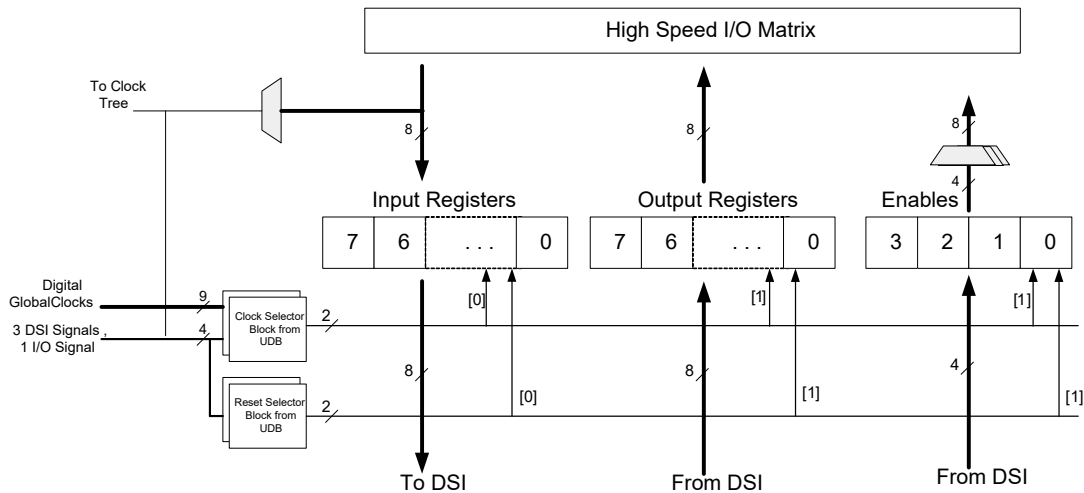 High Speed I/O Matrix
To Clock
Tree
8
8
8
4
Input Registers
Output Registers
Enables
7 6 . . . 0
7 6 . . . 0
3 2 1 0
Digital
GlobalClocks
9
[0]
[1]
[1]
3 DSI Signals ,
1 I/O Signal
4
Clock Selector
Block from
UDB
2
8
8
4
Reset Selector
Block from
UDB
2
[0]
[1]
[1]
To DSI
From DSI
From DSI